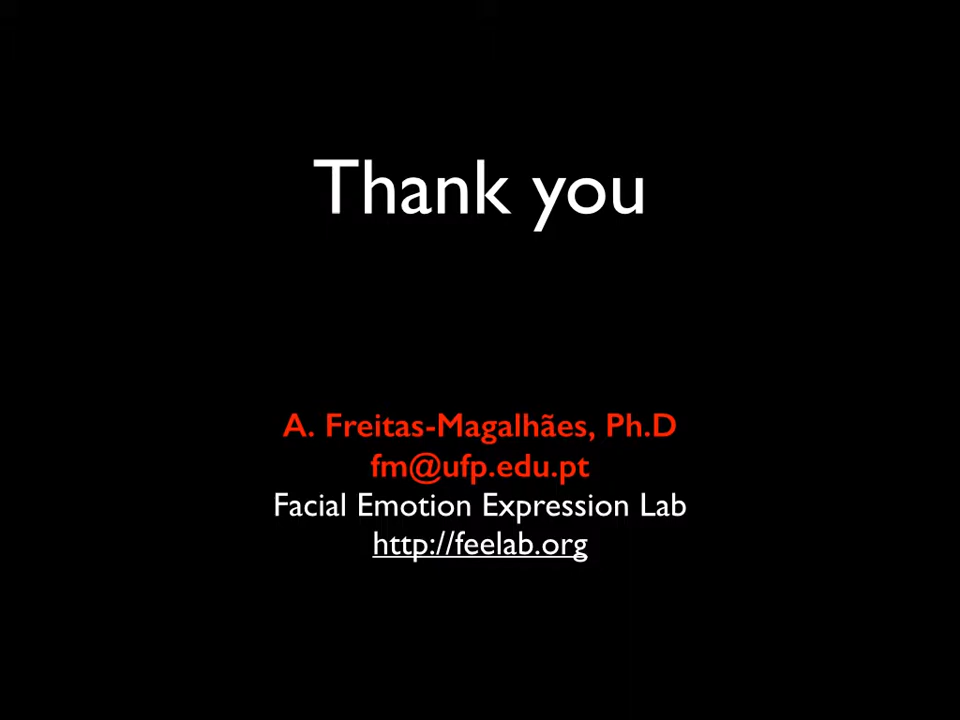 Thank you
A. Freitas-Magalhães, Ph.D
fm@ufp.edu.pt
Facial Emotion Expression Lab
http://feelab.org